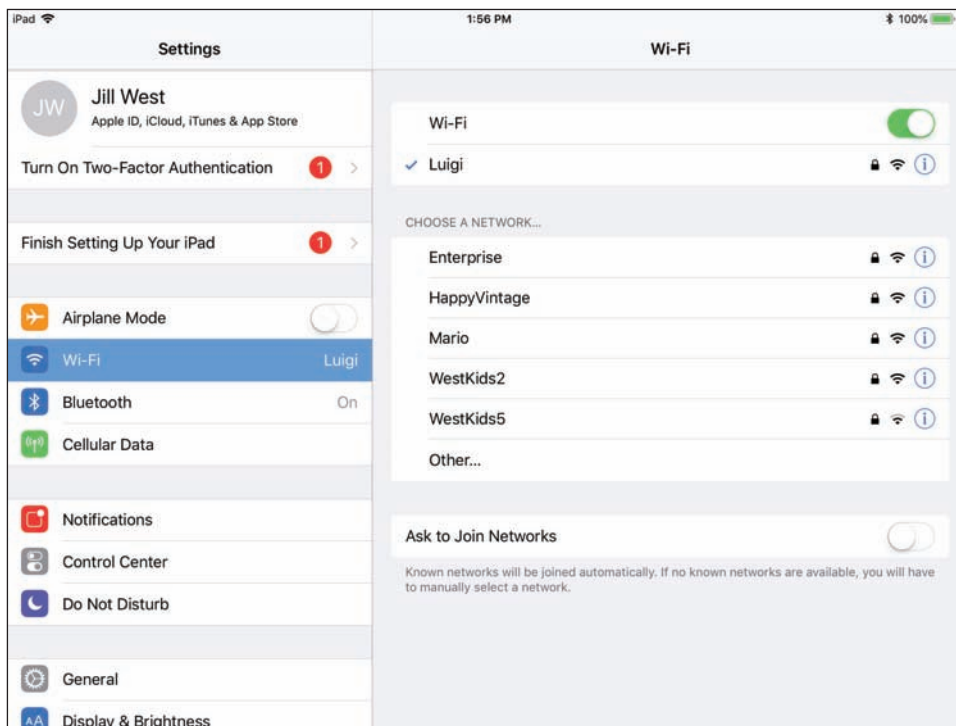 iPad 1:56 PM 100%
Settings
Wi-Fi
JW
Jill West
Apple ID, iCloud, iTunes & App Store
Turn On Two-Factor Authentication 1
Finish Setting Up Your iPad 1
Airplane Mode
Wi-Fi Luigi
Bluetooth On
Cellular Data
Notifications
Control Center
Do Not Disturb
General
AA Display & Brightness
Wi-Fi
Luigi
CHOOSE A NETWORK...
Enterprise
HappyVintage
Mario
WestKids2
WestKids5
Other...
Ask to Join Networks
Known networks will be joined automatically. If no known networks are available, you will have
to manually select a network.